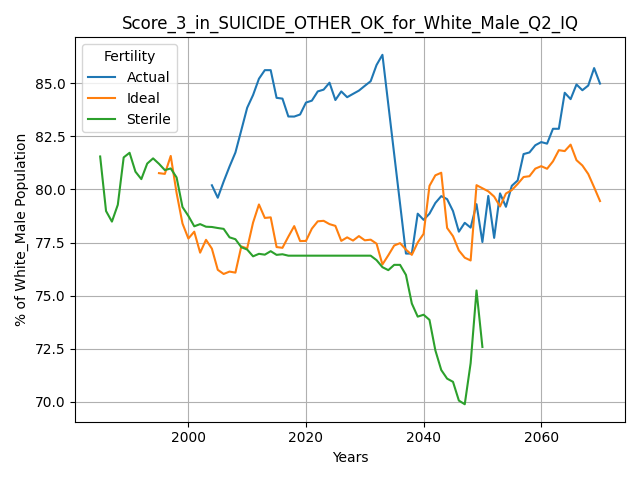 Score_3_in_SUICIDE_OTHER_OK_for_White_Male_Q2_IQ
Fertility
Actual
Ideal
Sterile
% of White_Male Population
85.0
82.5
80.0
77.5
75.0
72.5
70.0
2000
2020
2040
2060
Years